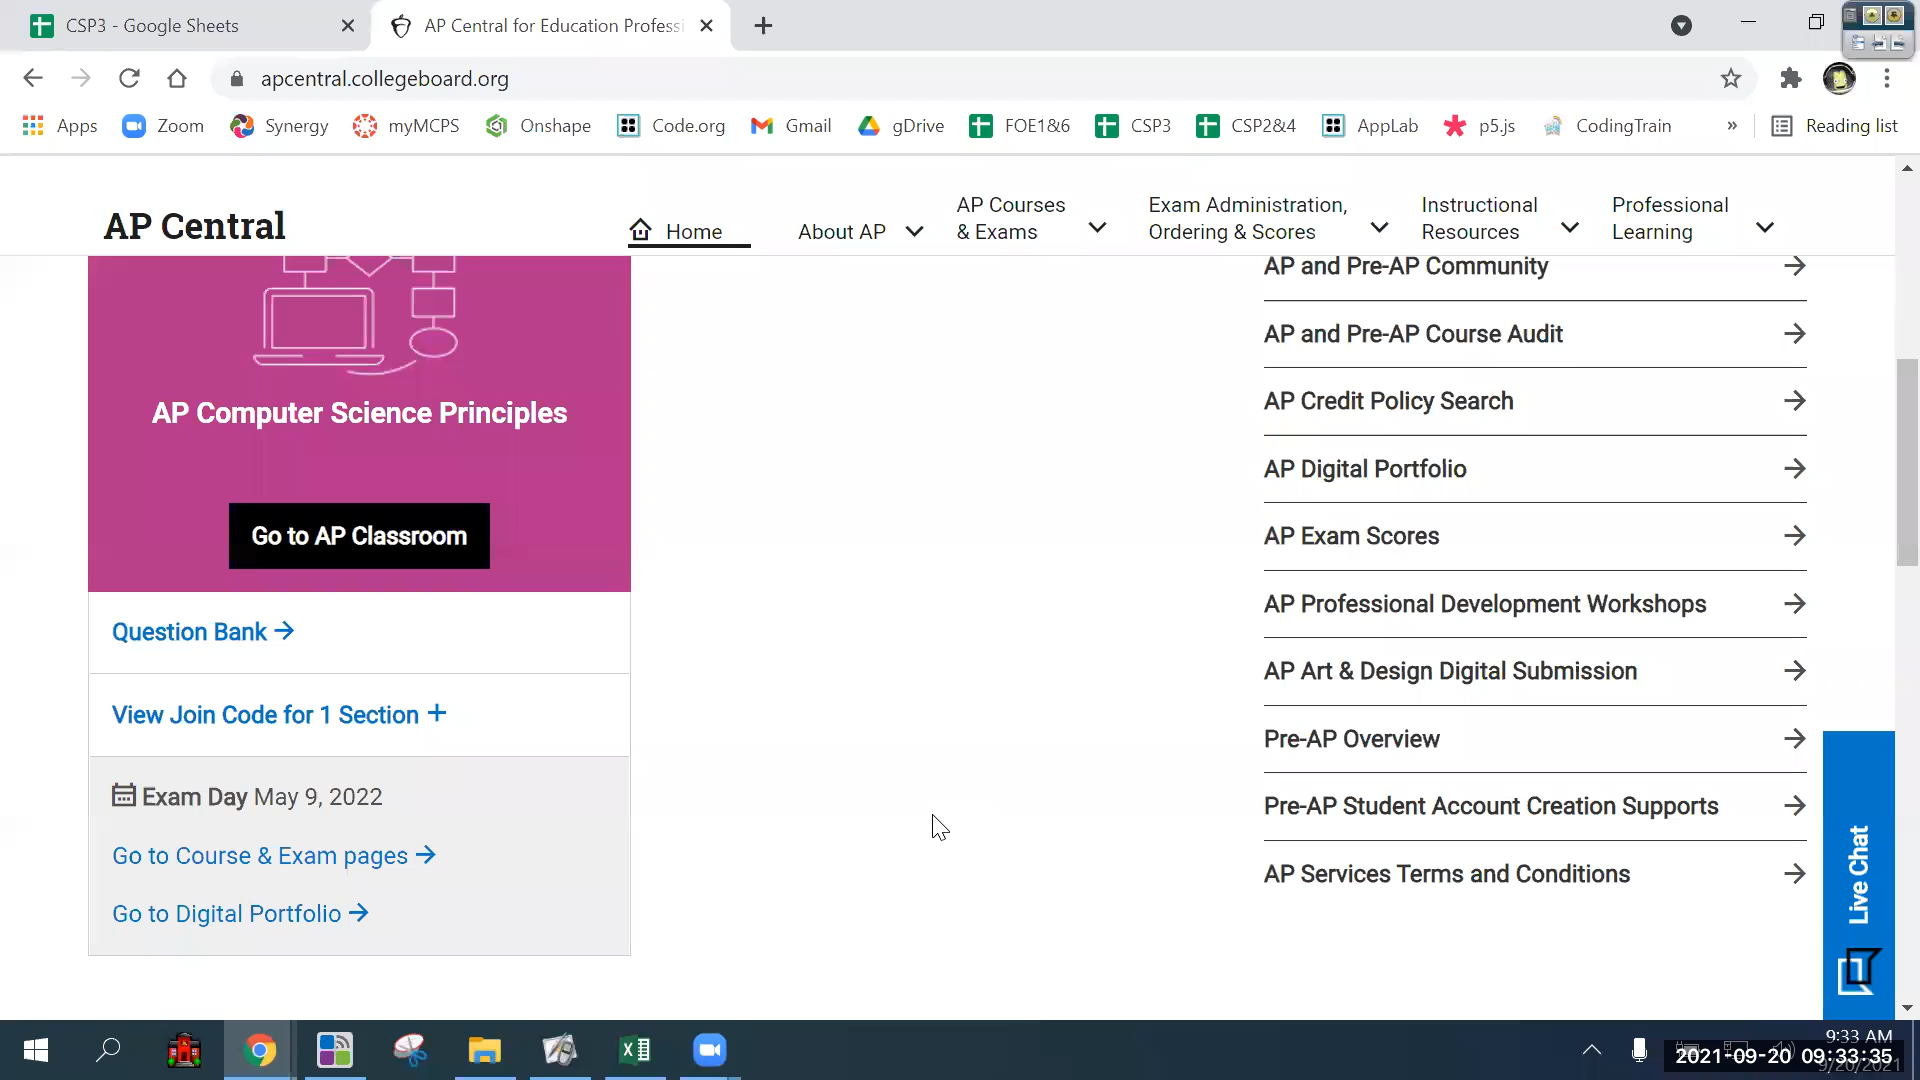 CSP3 - Google Sheets
AP Central for Education Professi
apcentral.collegeboard.org
Apps
Zoom
Synergy
myMCPS
Onshape
Code.org
Gmail
gDrive
FOE1&6
CSP3
CSP2&4
AppLab
p5.js
CodingTrain
»
Reading list
AP Central
Home
About AP
AP Courses
& Exams
Exam Administration,
Ordering & Scores
Instructional
Resources
Professional
Learning
AP Computer Science Principles
Go to AP Classroom
Question Bank
View Join Code for 1 Section +
Exam Day May 9, 2022
Go to Course & Exam pages
Go to Digital Portfolio
AP and Pre-AP Community
AP and Pre-AP Course Audit
AP Credit Policy Search
AP Digital Portfolio
AP Exam Scores
AP Professional Development Workshops
AP Art & Design Digital Submission
Pre-AP Overview
Pre-AP Student Account Creation Supports
AP Services Terms and Conditions
Live Chat
9:33 AM
2021-09-20 09:33:35
9/20/2021